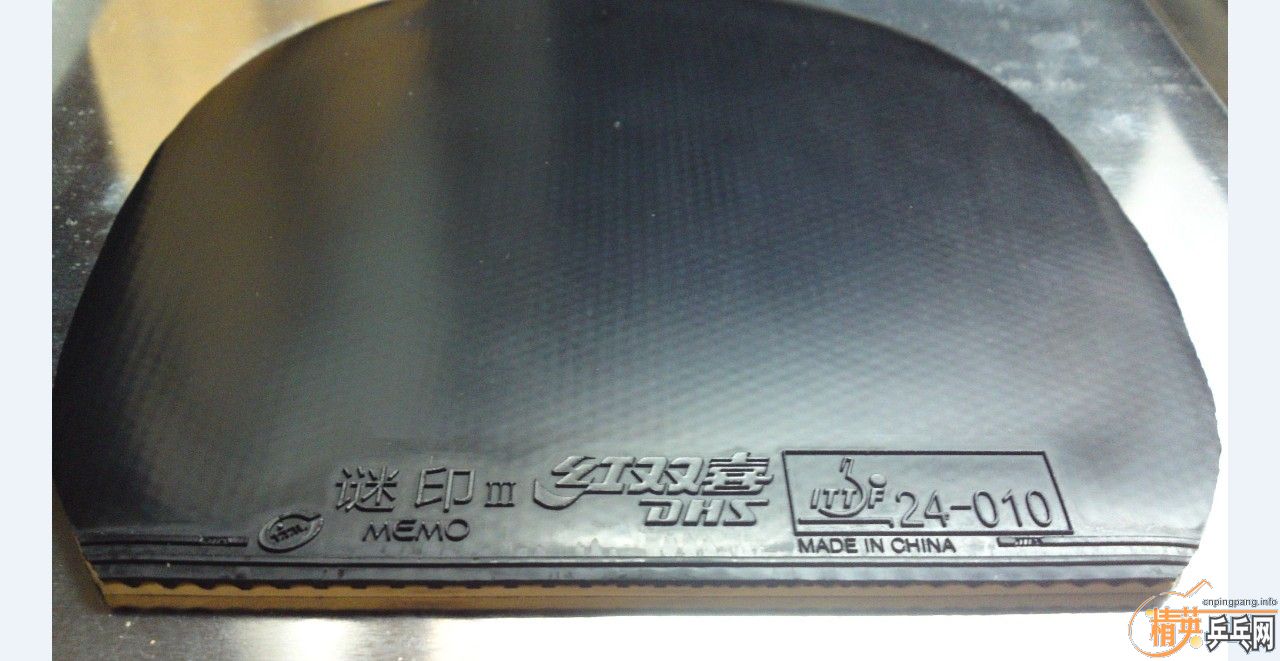 谜印III 红双喜 ITTF 24-010
MEMO DHS
MADE IN CHINA
cnpingpang.info
精英乒乓网